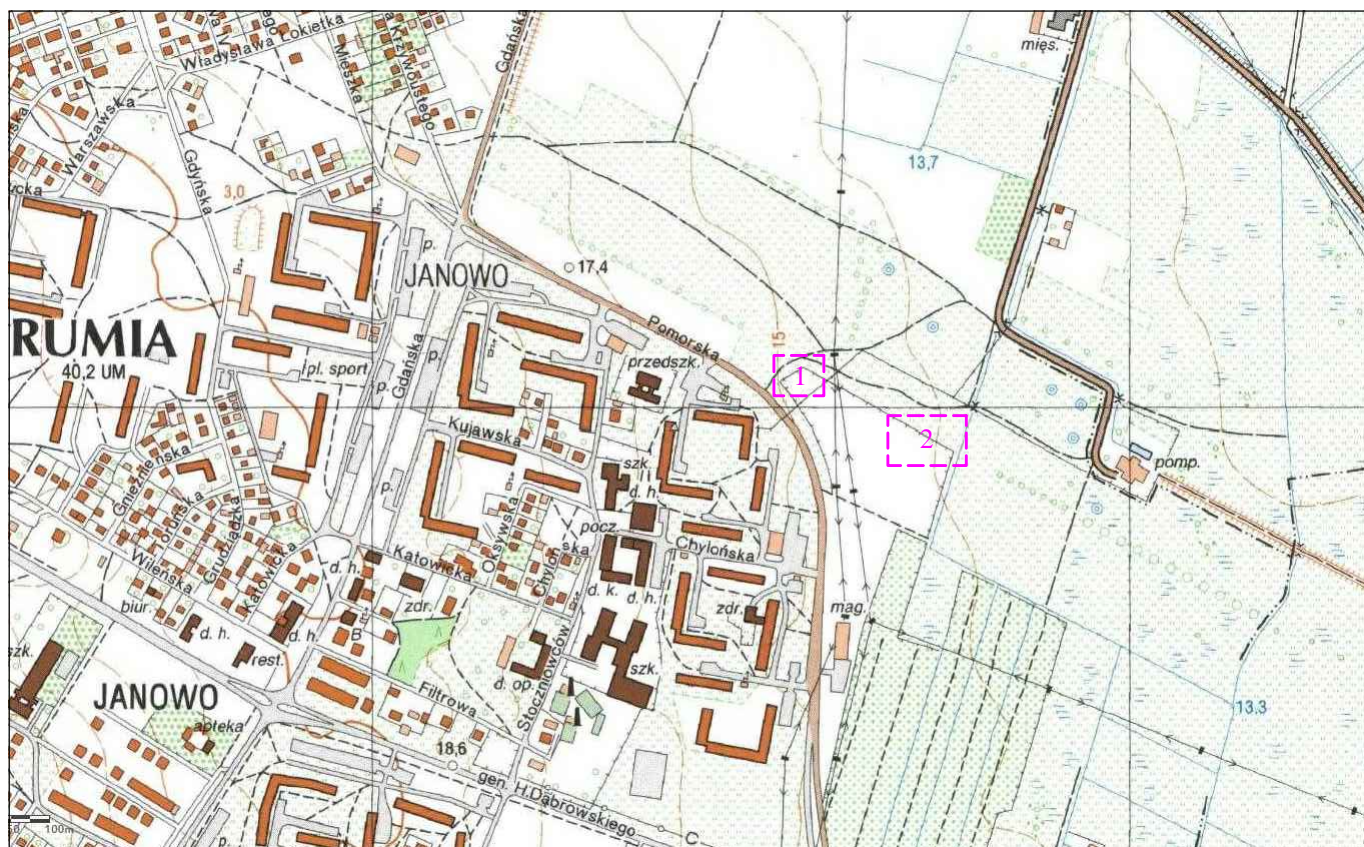 Władysława Łokietka
Mieszka
Krzywoustego
Gdańska
mięs.
Warszawska
Gdyńska
13,7
3,0
p.
17,4
JANOWO
Pomorska
15
RUMIA
40,2 UM
pl. sport.
p.
Gdańska
p.
przedszk.
1
Kujawska
2
Gnieźnieńska
szk.
d. h.
pomp.
p.
Oksywska
pocz.
Grudziądzka
Chylońska
Katowicka
Chylońska
Wileńska
Katowicka
d. h.
zdr.
d. k.
d. h.
zdr.
mag.
biur.
d. h.
d. h.
B
rest.
szk.
szk.
d. op.
Stoczniowców
Filtrowa
JANOWO
apteka
13,3
18,6
gen. H.Dąbrowskiego
C
100m
p.
p.